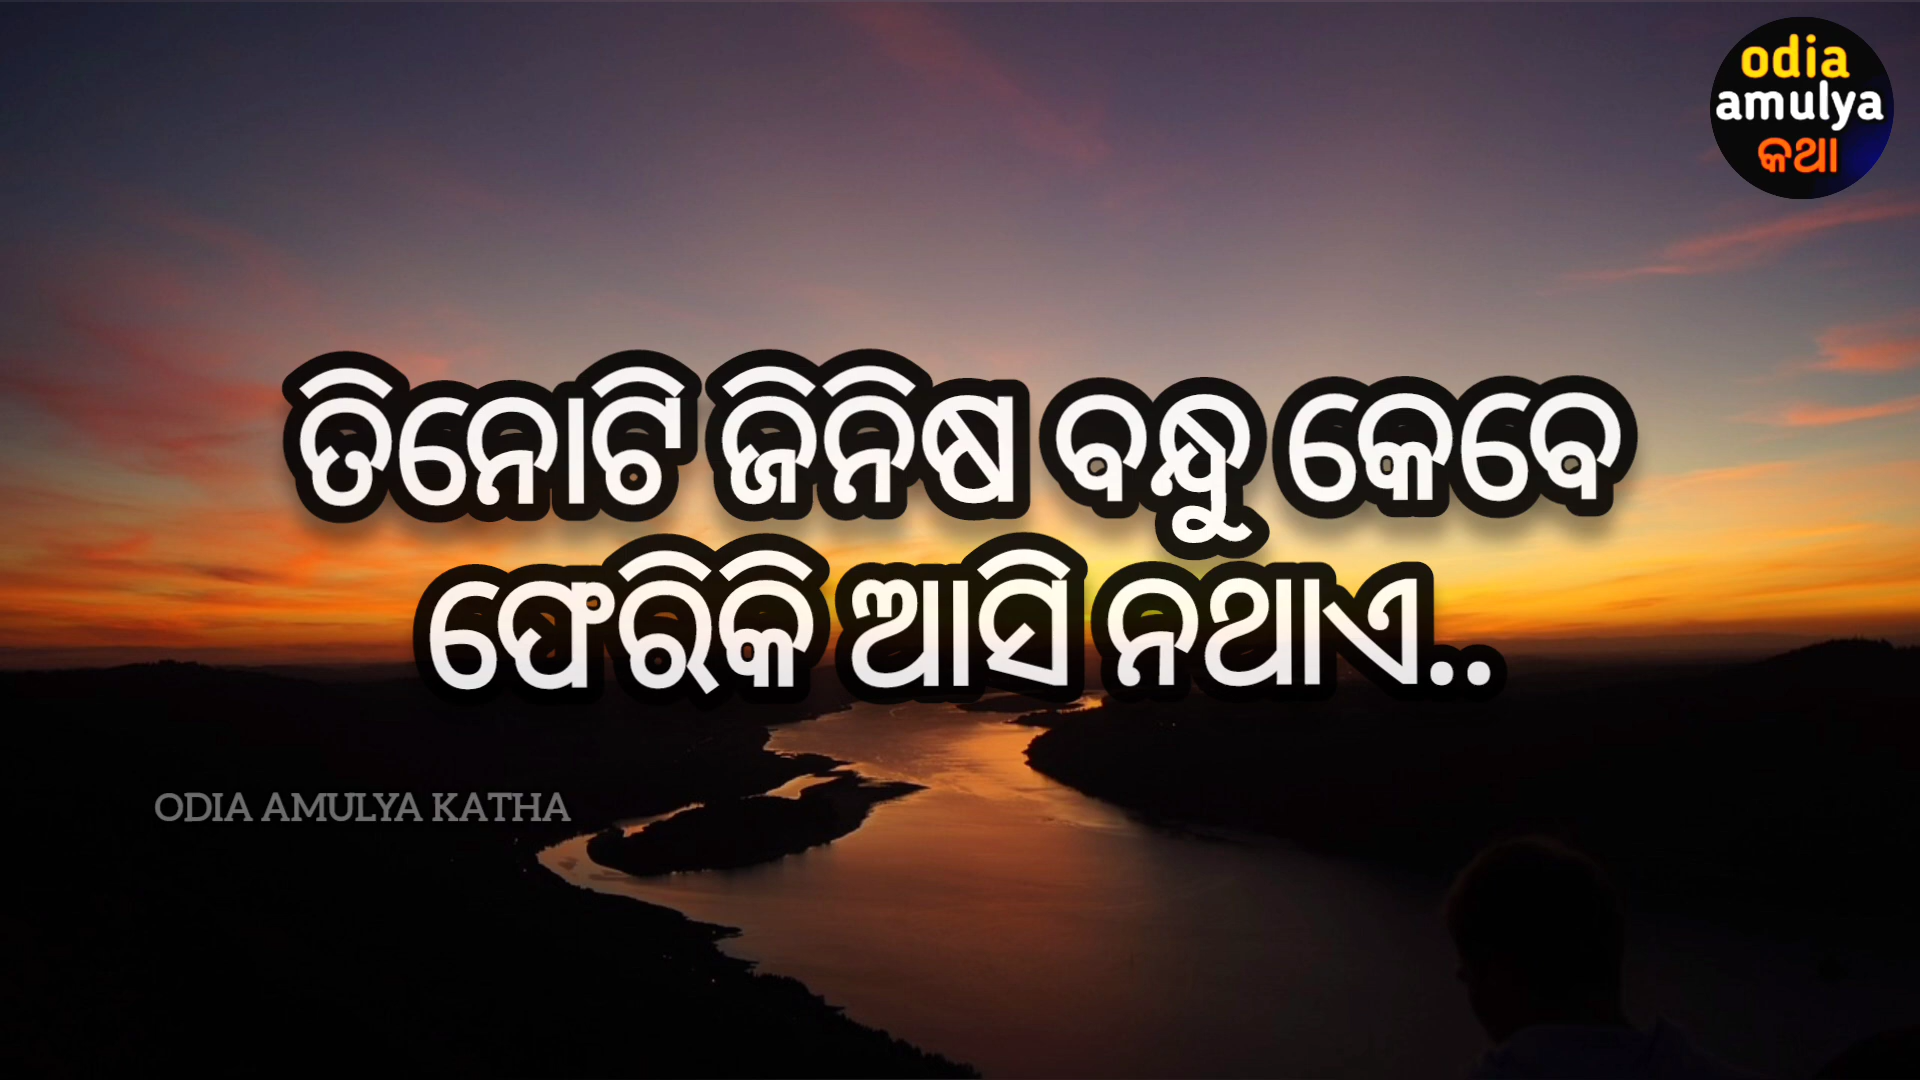 odia
amulya
କଥା
ତିନୋଟି ଜିନିଷ ବନ୍ଧୁ କେବେ
ଫେରିକି ଆସି ନଥାଏ..
ODIA AMULYA KATHA